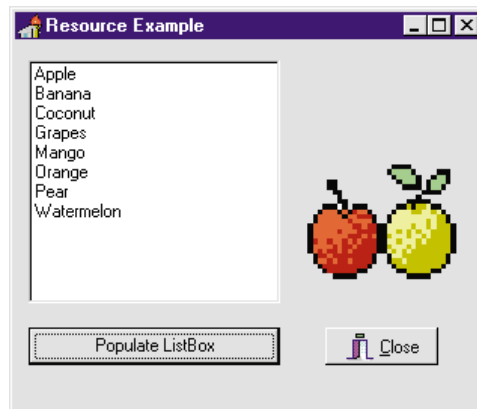 Resource Example
Apple
Banana
Coconut
Grapes
Mango
Orange
Pear
Watermelon
Populate ListBox
Close